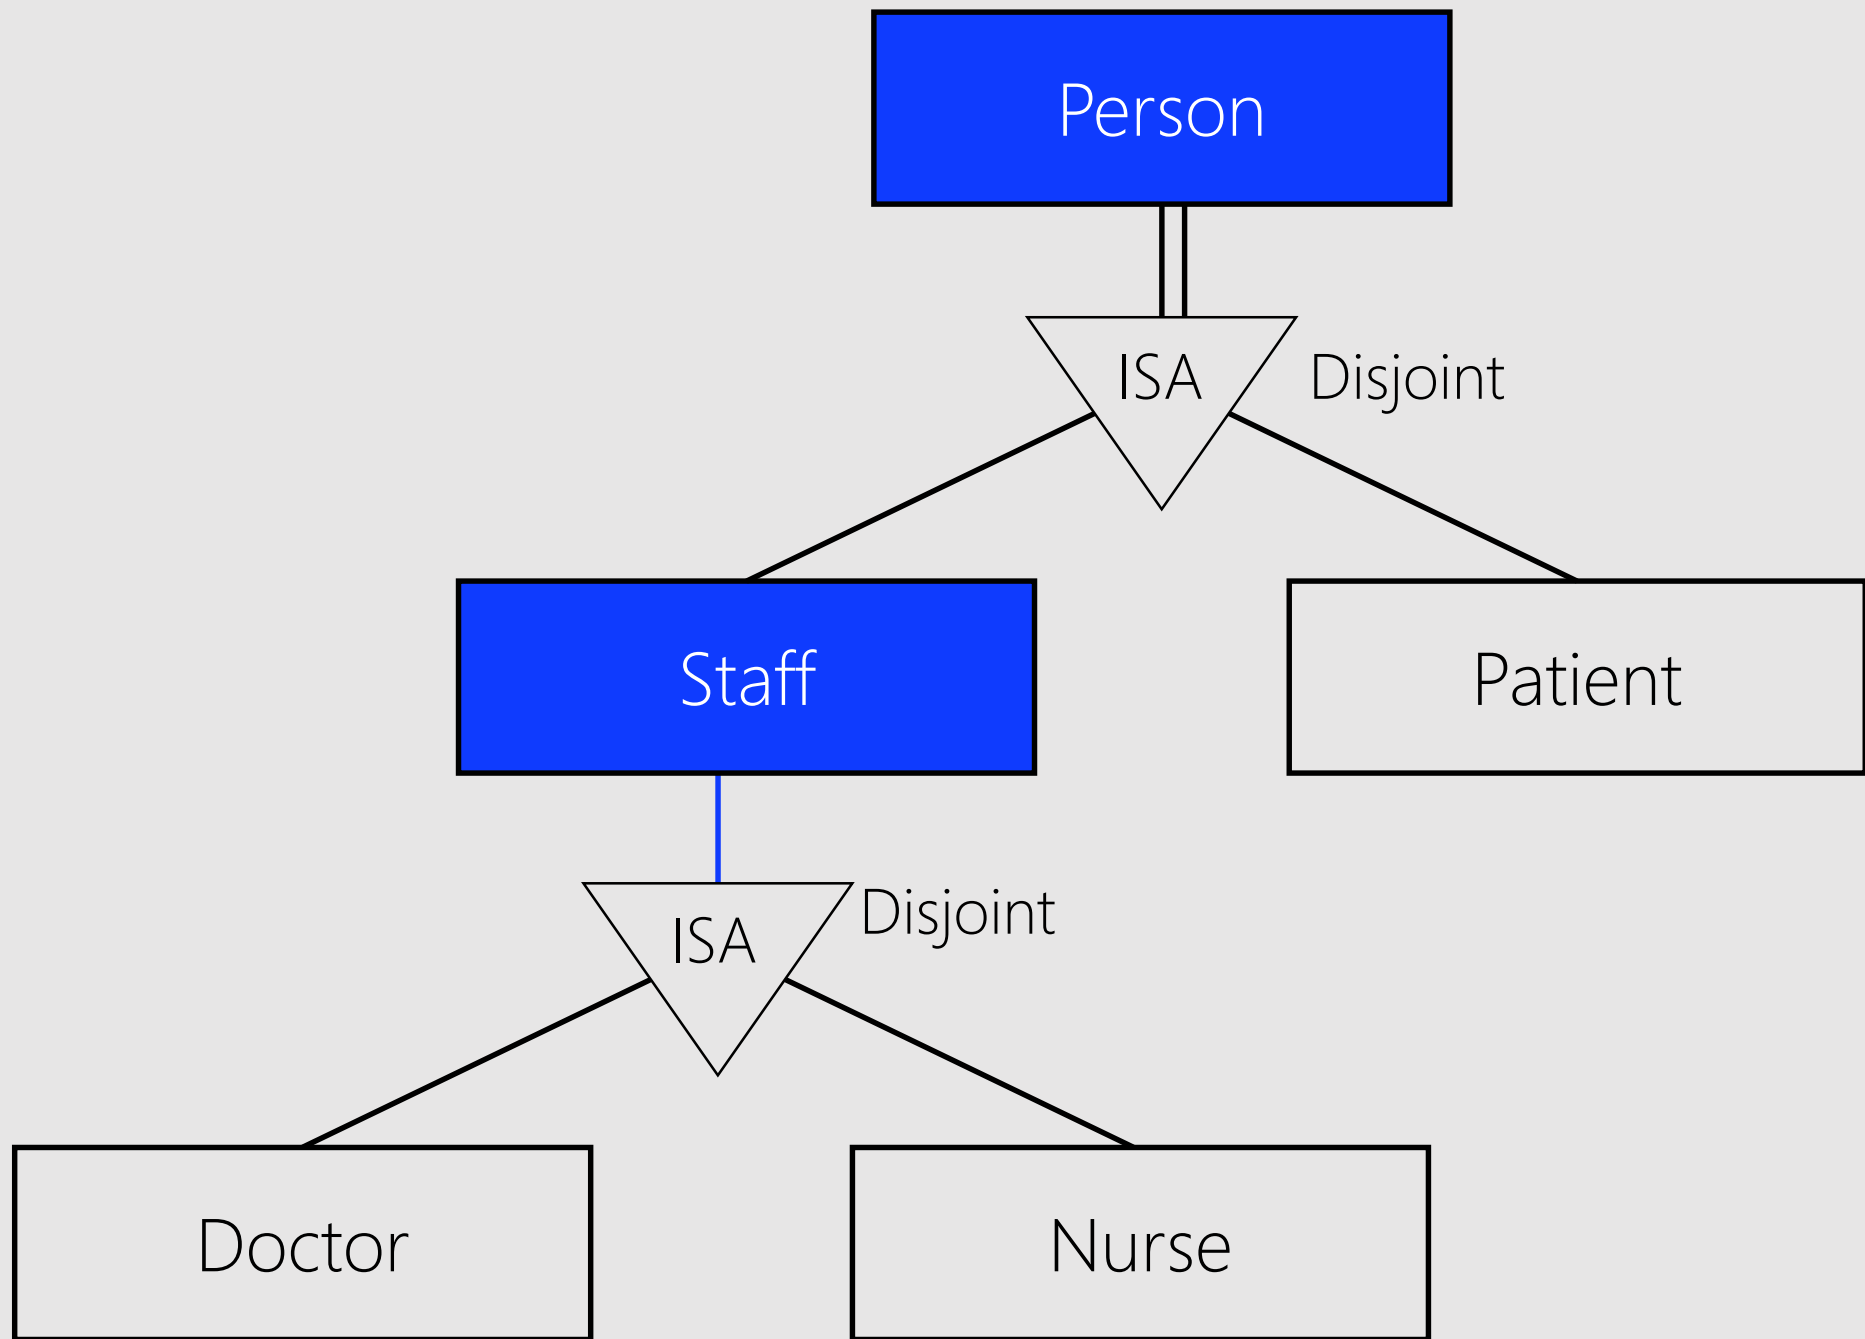 Person
ISA
Disjoint
Staff
Patient
ISA
Disjoint
Doctor
Nurse